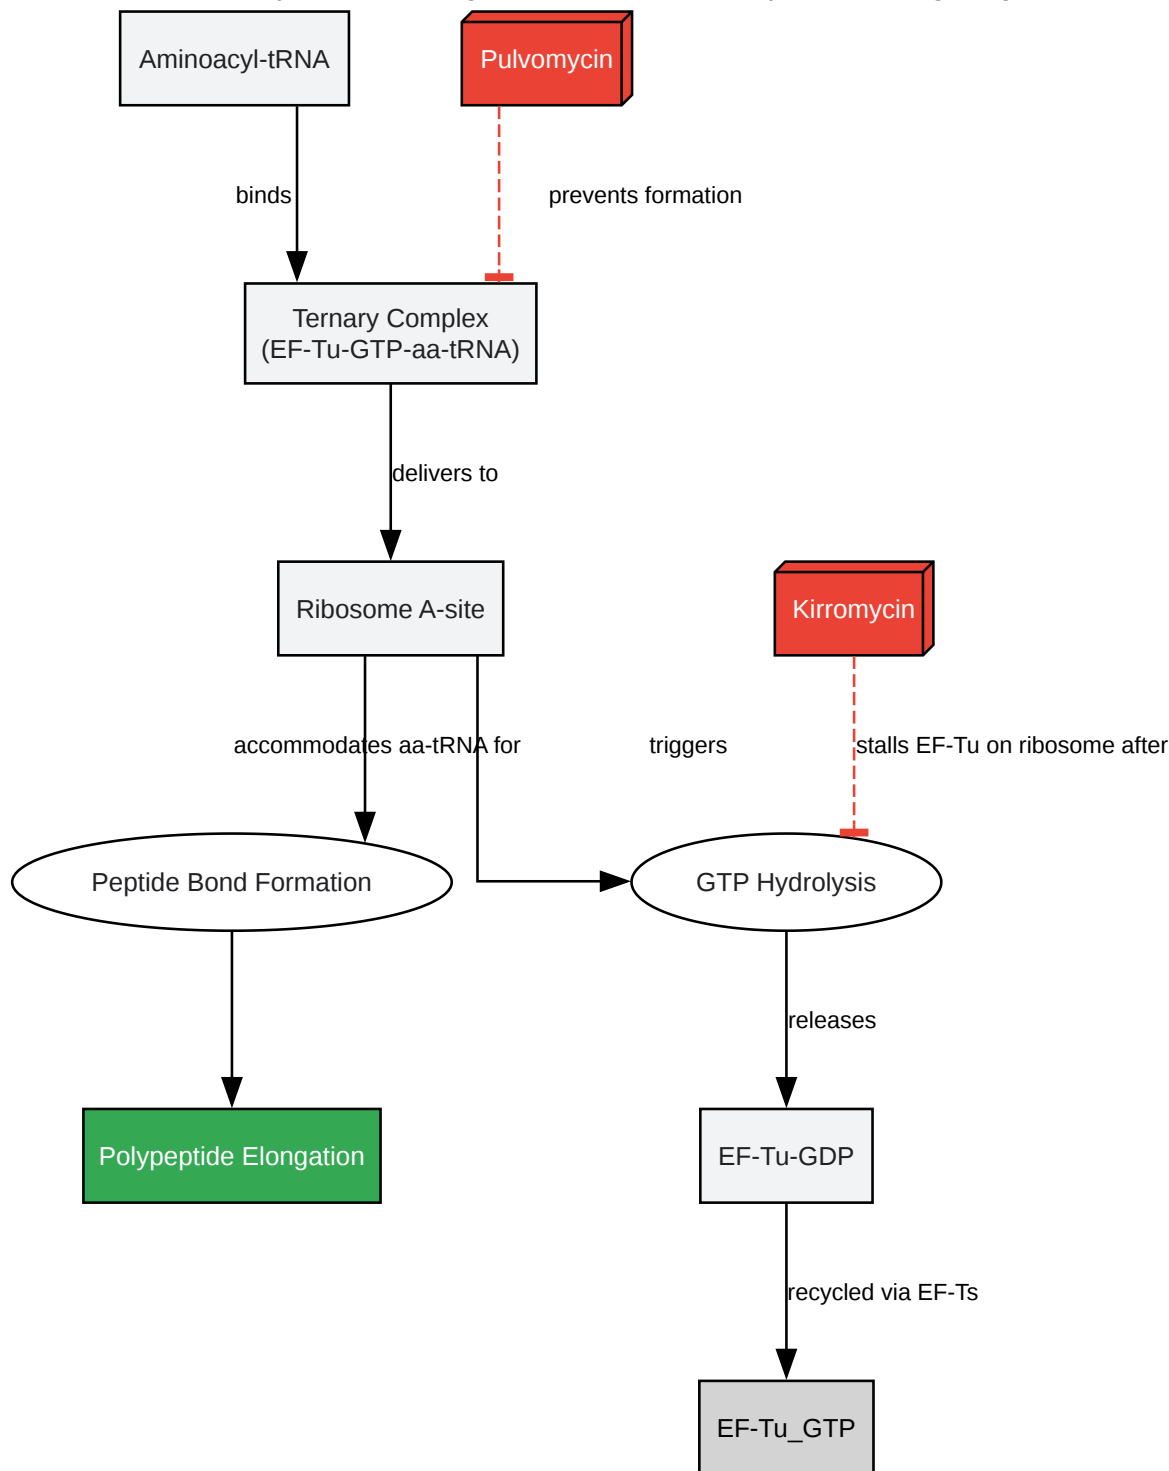 Aminoacyl-tRNA
Pulvomycin
binds
prevents formation
Ternary Complex
(EF-Tu-GTP-aa-tRNA)
delivers to
Ribosome A-site
Kirromycin
accommodates aa-tRNA for
triggers
stalls EF-Tu on ribosome after
Peptide Bond Formation
GTP Hydrolysis
releases
Polypeptide Elongation
EF-Tu-GDP
recycled via EF-Ts
EF-Tu_GTP